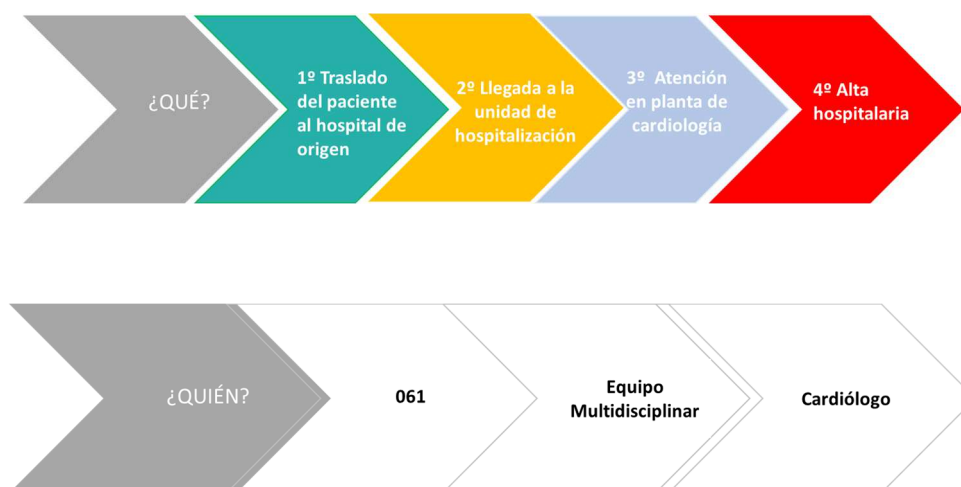 ¿QUÉ?
1º Traslado
del paciente
al hospital de
origen
2º Llegada a la
unidad de
hospitalización
3º Atención
en planta de
cardiología
4º Alta
hospitalaria
¿QUIÉN?
061
Equipo
Multidisciplinar
Cardiólogo